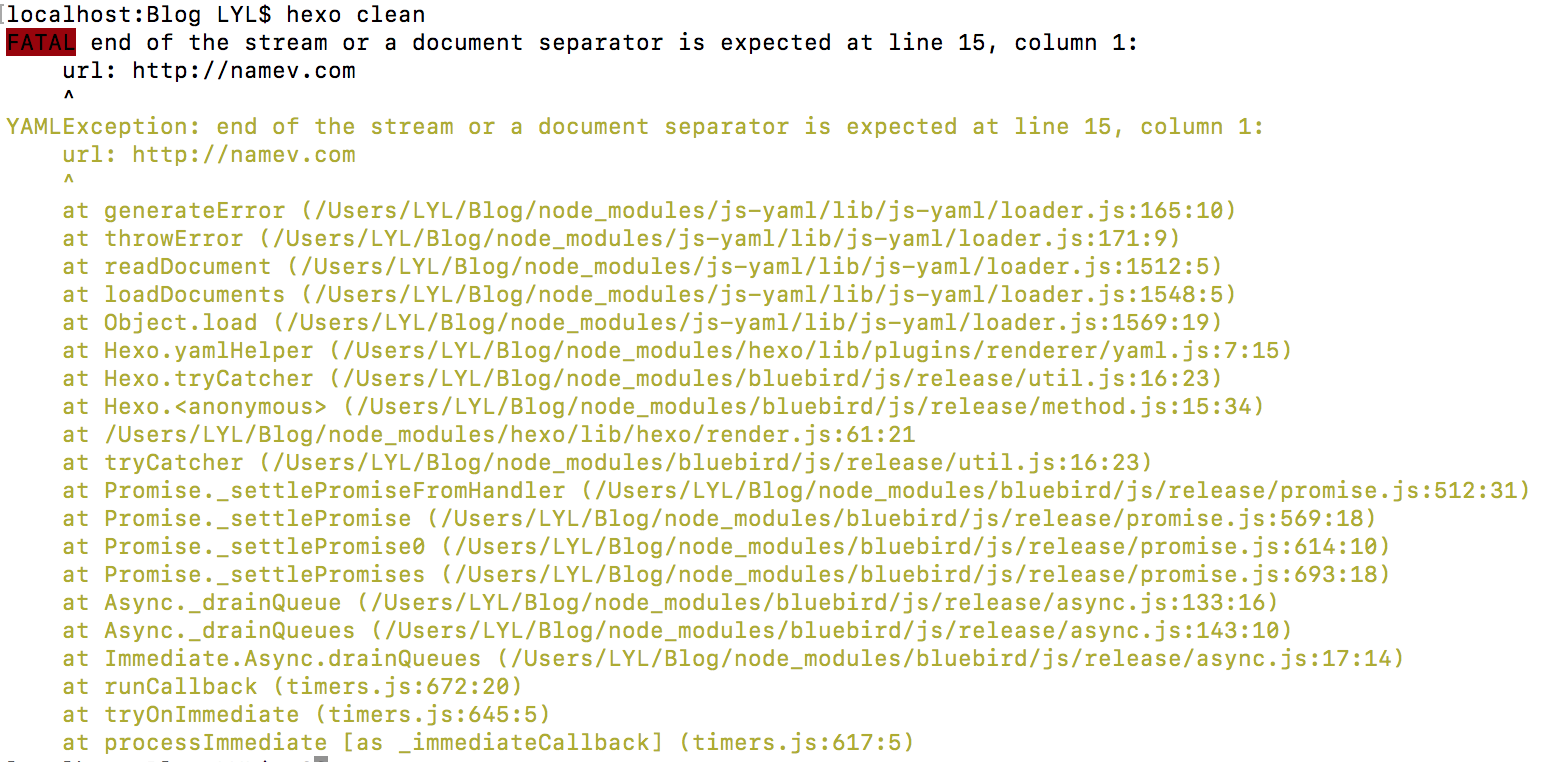 [localhost:Blog LYL$ hexo clean
FATAL end of the stream or a document separator is expected at line 15, column 1:
    url: http://namev.com
    ^
YAMLException: end of the stream or a document separator is expected at line 15, column 1:
    url: http://namev.com
    ^
    at generateError (/Users/LYL/Blog/node_modules/js-yaml/lib/js-yaml/loader.js:165:10)
    at throwError (/Users/LYL/Blog/node_modules/js-yaml/lib/js-yaml/loader.js:171:9)
    at readDocument (/Users/LYL/Blog/node_modules/js-yaml/lib/js-yaml/loader.js:1512:5)
    at loadDocuments (/Users/LYL/Blog/node_modules/js-yaml/lib/js-yaml/loader.js:1548:5)
    at Object.load (/Users/LYL/Blog/node_modules/js-yaml/lib/js-yaml/loader.js:1569:19)
    at Hexo.yamlHelper (/Users/LYL/Blog/node_modules/hexo/lib/plugins/renderer/yaml.js:7:15)
    at Hexo.tryCatcher (/Users/LYL/Blog/node_modules/bluebird/js/release/util.js:16:23)
    at Hexo.<anonymous> (/Users/LYL/Blog/node_modules/bluebird/js/release/method.js:15:34)
    at /Users/LYL/Blog/node_modules/hexo/lib/hexo/render.js:61:21
    at tryCatcher (/Users/LYL/Blog/node_modules/bluebird/js/release/util.js:16:23)
    at Promise._settlePromiseFromHandler (/Users/LYL/Blog/node_modules/bluebird/js/release/promise.js:512:31)
    at Promise._settlePromise (/Users/LYL/Blog/node_modules/bluebird/js/release/promise.js:569:18)
    at Promise._settlePromise0 (/Users/LYL/Blog/node_modules/bluebird/js/release/promise.js:614:10)
    at Promise._settlePromises (/Users/LYL/Blog/node_modules/bluebird/js/release/promise.js:693:18)
    at Async._drainQueue (/Users/LYL/Blog/node_modules/bluebird/js/release/async.js:133:16)
    at Async._drainQueues (/Users/LYL/Blog/node_modules/bluebird/js/release/async.js:143:10)
    at Immediate.Async.drainQueues (/Users/LYL/Blog/node_modules/bluebird/js/release/async.js:17:14)
    at runCallback (timers.js:672:20)
    at tryOnImmediate (timers.js:645:5)
    at processImmediate [as _immediateCallback] (timers.js:617:5)